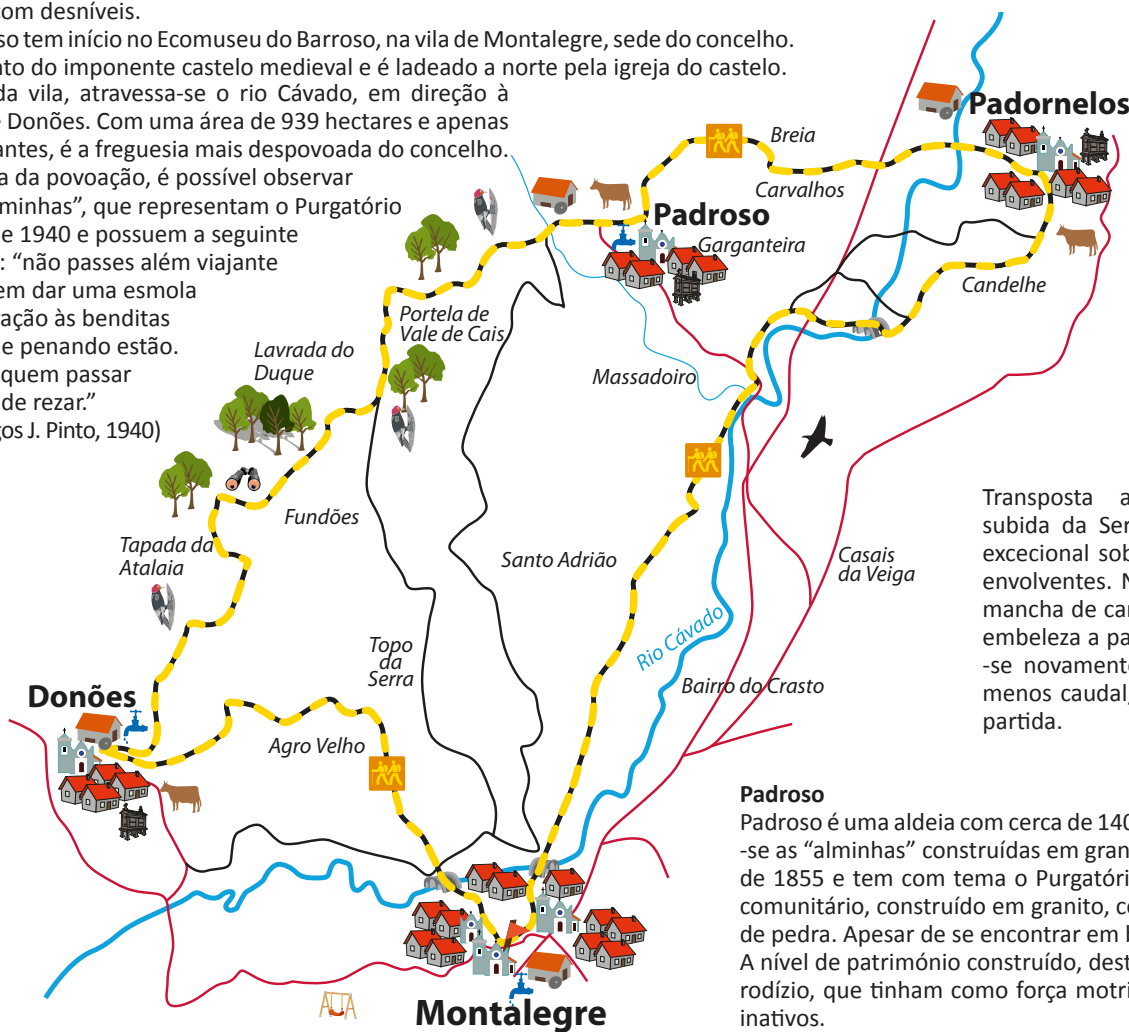 com desníveis.
so tem início no Ecomuseu do Barroso, na vila de Montalegre, sede do concelho.
nto do imponente castelo medieval e é ladeado a norte pela igreja do castelo.
da vila, atravessa-se o rio Cávado, em direção à
e Donões. Com uma área de 939 hectares e apenas
antes, é a freguesia mais despovoada do concelho.
a da povoação, é possível observar
lminhas”, que representam o Purgatório
e 1940 e possuem a seguinte
: “não passes além viajante
em dar uma esmola
ração às benditas
e penando estão.
quem passar
de rezar.”
gos J. Pinto, 1940)
Padornelos
Breia
Carvalhos
Padroso
Garganteira
Candelhe
Portela de
Vale de Cais
Lavrada do
Duque
Massadoiro
Fundões
Tapada da
Atalaia
Santo Adrião
Casais
da Veiga
Rio Cávado
Topo
da
Serra
Bairro do Crasto
Donões
Agro Velho
Montalegre
Transposta a
subida da Ser
excecional sob
envolventes. N
mancha de car
embeleza a pa
-se novament
menos caudal,
partida.
Padroso
Padroso é uma aldeia com cerca de 140
-se as “alminhas” construídas em gran
de 1855 e tem com tema o Purgatóri
comunitário, construído em granito, c
de pedra. Apesar de se encontrar em b
A nível de património construído, dest
rodízio, que tinham como força motri
inativos.